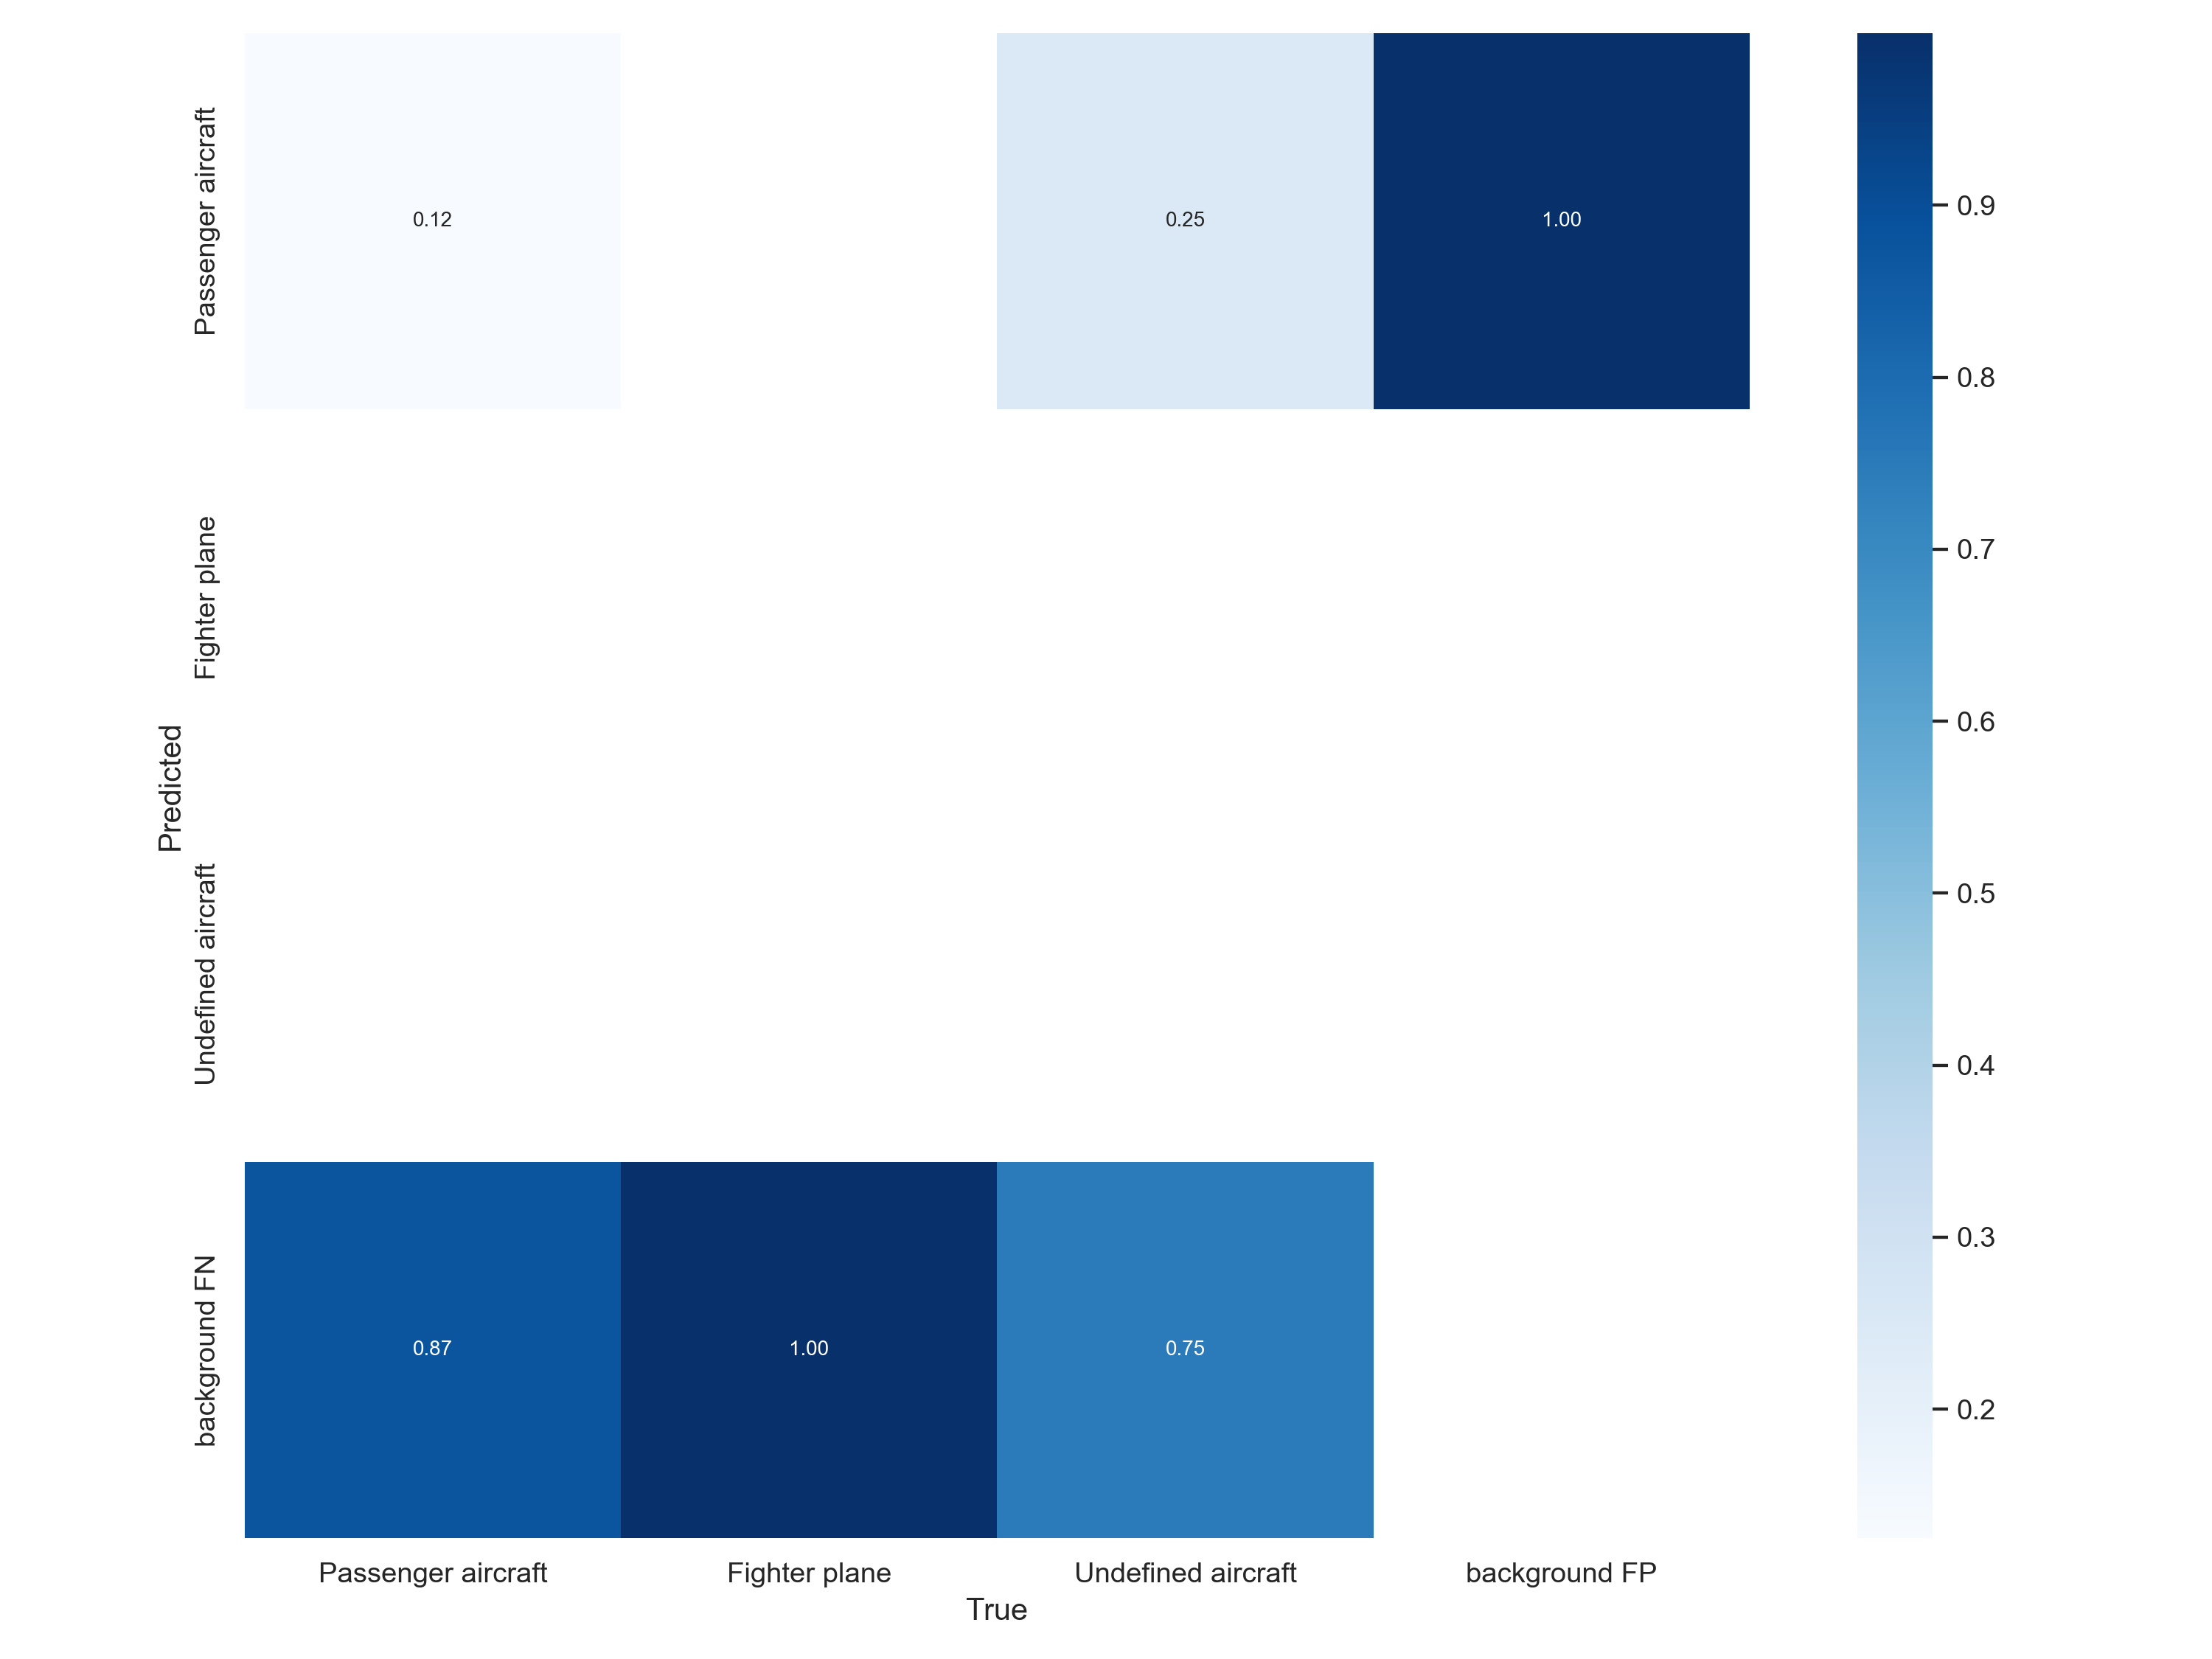 Passenger aircraft
Fighter plane
Undefined aircraft
background FN
Predicted
0.12
0.25
1.00
0.87
1.00
0.75
Passenger aircraft
Fighter plane
Undefined aircraft
background FP
True
0.9
0.8
0.7
0.6
0.5
0.4
0.3
0.2